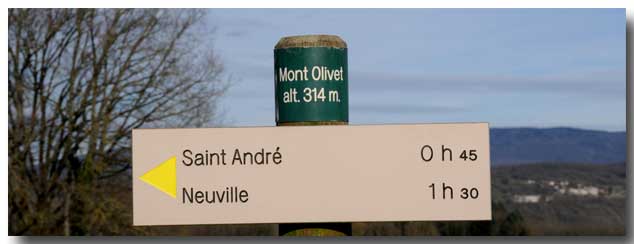 Mont Olivet
alt. 314 m.
Saint André 0 h 45
Neuville 1 h 30